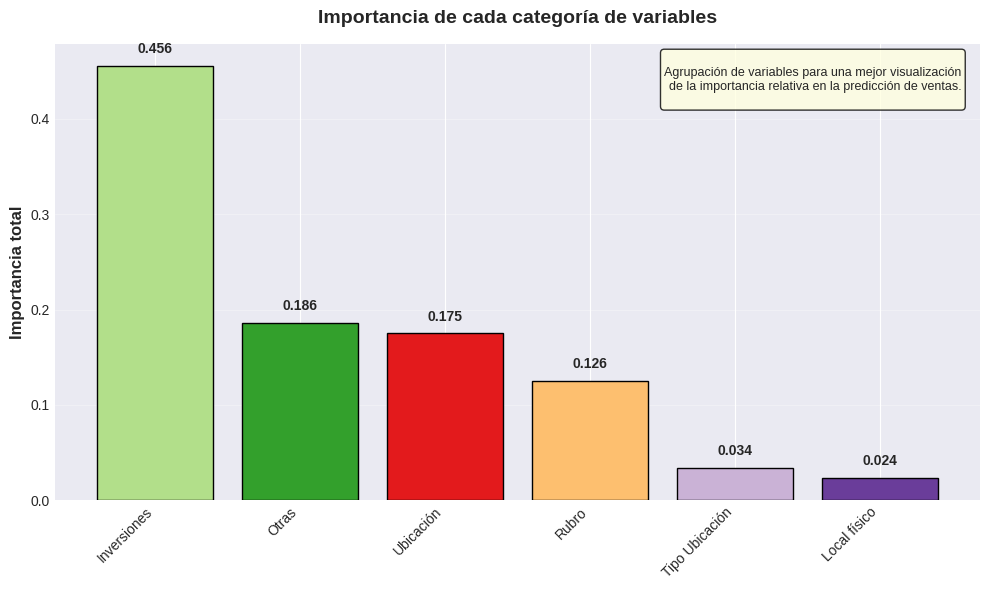 Importancia de cada categoría de variables
Agrupación de variables para una mejor visualización
de la importancia relativa en la predicción de ventas.
Importancia total
0.4
0.3
0.2
0.1
0.0
0.456
0.186
0.175
0.126
0.034
0.024
Inversiones
Otras
Ubicación
Rubro
Tipo Ubicación
Local físico